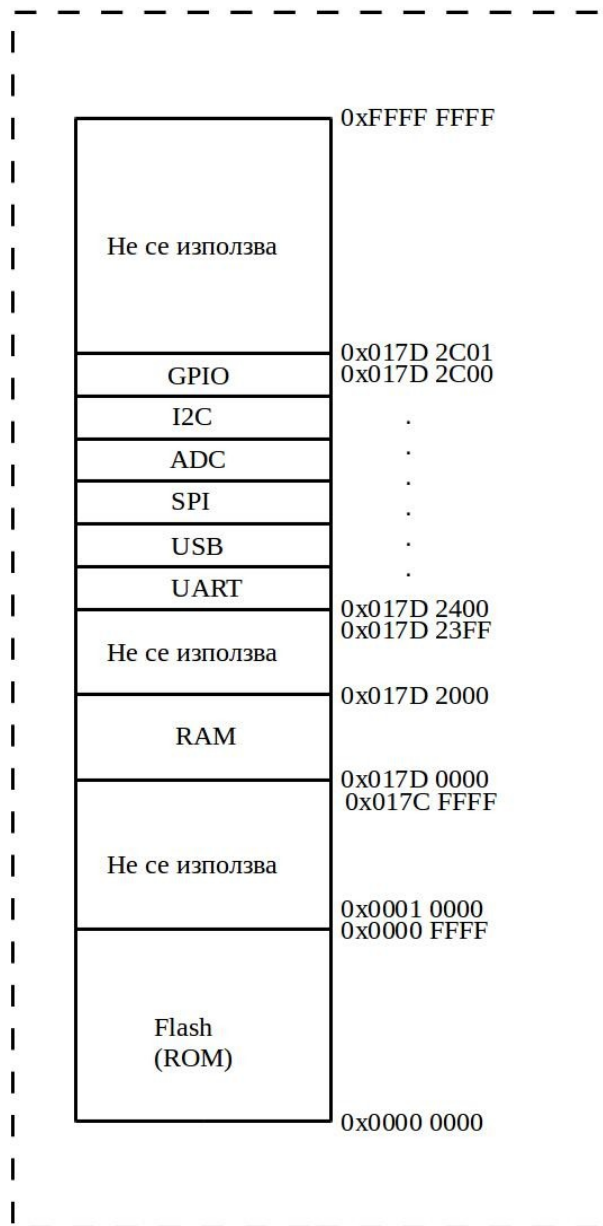 0xFFFF FFFF
Не се използва
0x017D 2C01
GPIO
0x017D 2C00
I2C
.
ADC
.
.
SPI
.
USB
.
UART
.
0x017D 2400
0x017D 23FF
Не се използва
0x017D 2000
RAM
0x017D 0000
0x017C FFFF
Не се използва
0x0001 0000
0x0000 FFFF
Flash
(ROM)
0x0000 0000